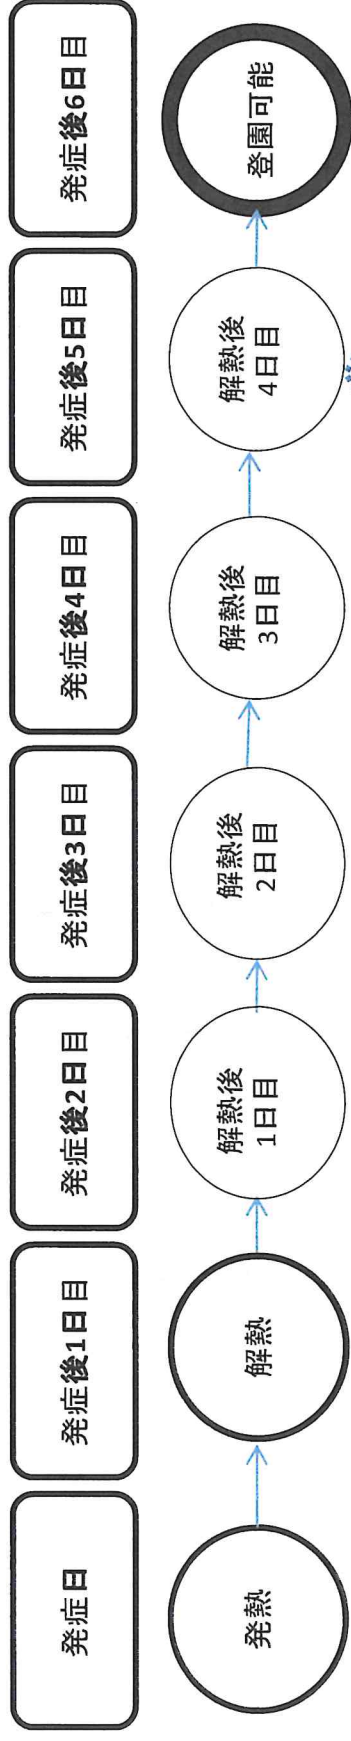 発症日
発症後1日目
発症後2日目
発症後3日目
発症後4日目
発症後5日目
発症後6日目
発熱
解熱
解熱後
1日目
解熱後
2日目
解熱後
3日目
解熱後
4日目
登園可能